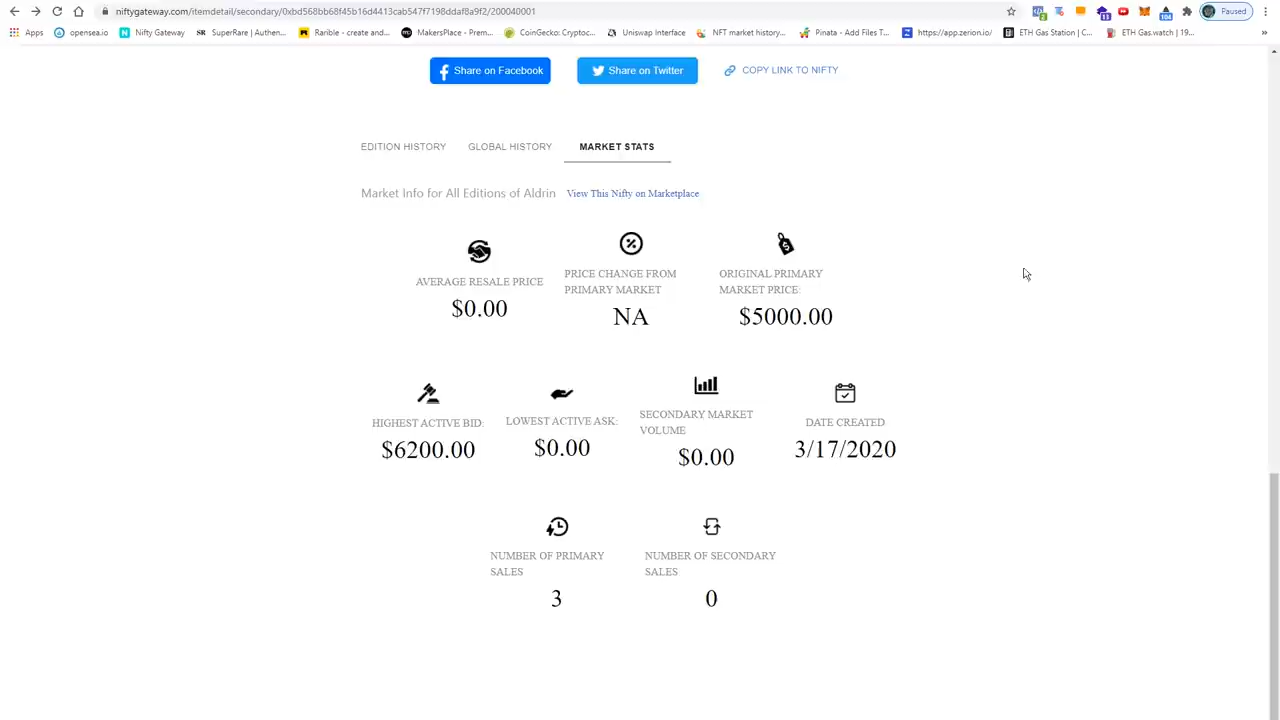 niftygateway.com/itemdetail/secondary/0xbd568bb68f45b16d4413cab547f7198ddaf8a9f2/200040001
2
11
104
Paused
Apps
opensea.io
Nifty Gateway
SR SuperRare | Authen...
Rarible - create and...
MakersPlace - Prem...
CoinGecko: Cryptoc...
Uniswap Interface
NFT market history...
Pinata - Add Files T...
https://app.zerion.io/
ETH Gas Station | C...
ETH Gas.watch | 19...
»
Share on Facebook
Share on Twitter
COPY LINK TO NIFTY
EDITION HISTORY
GLOBAL HISTORY
MARKET STATS
Market Info for All Editions of Aldrin
View This Nifty on Marketplace
AVERAGE RESALE PRICE
$0.00
PRICE CHANGE FROM
PRIMARY MARKET
NA
ORIGINAL PRIMARY
MARKET PRICE:
$5000.00
HIGHEST ACTIVE BID:
$6200.00
LOWEST ACTIVE ASK:
$0.00
SECONDARY MARKET
VOLUME
$0.00
DATE CREATED
3/17/2020
NUMBER OF PRIMARY
SALES
3
NUMBER OF SECONDARY
SALES
0